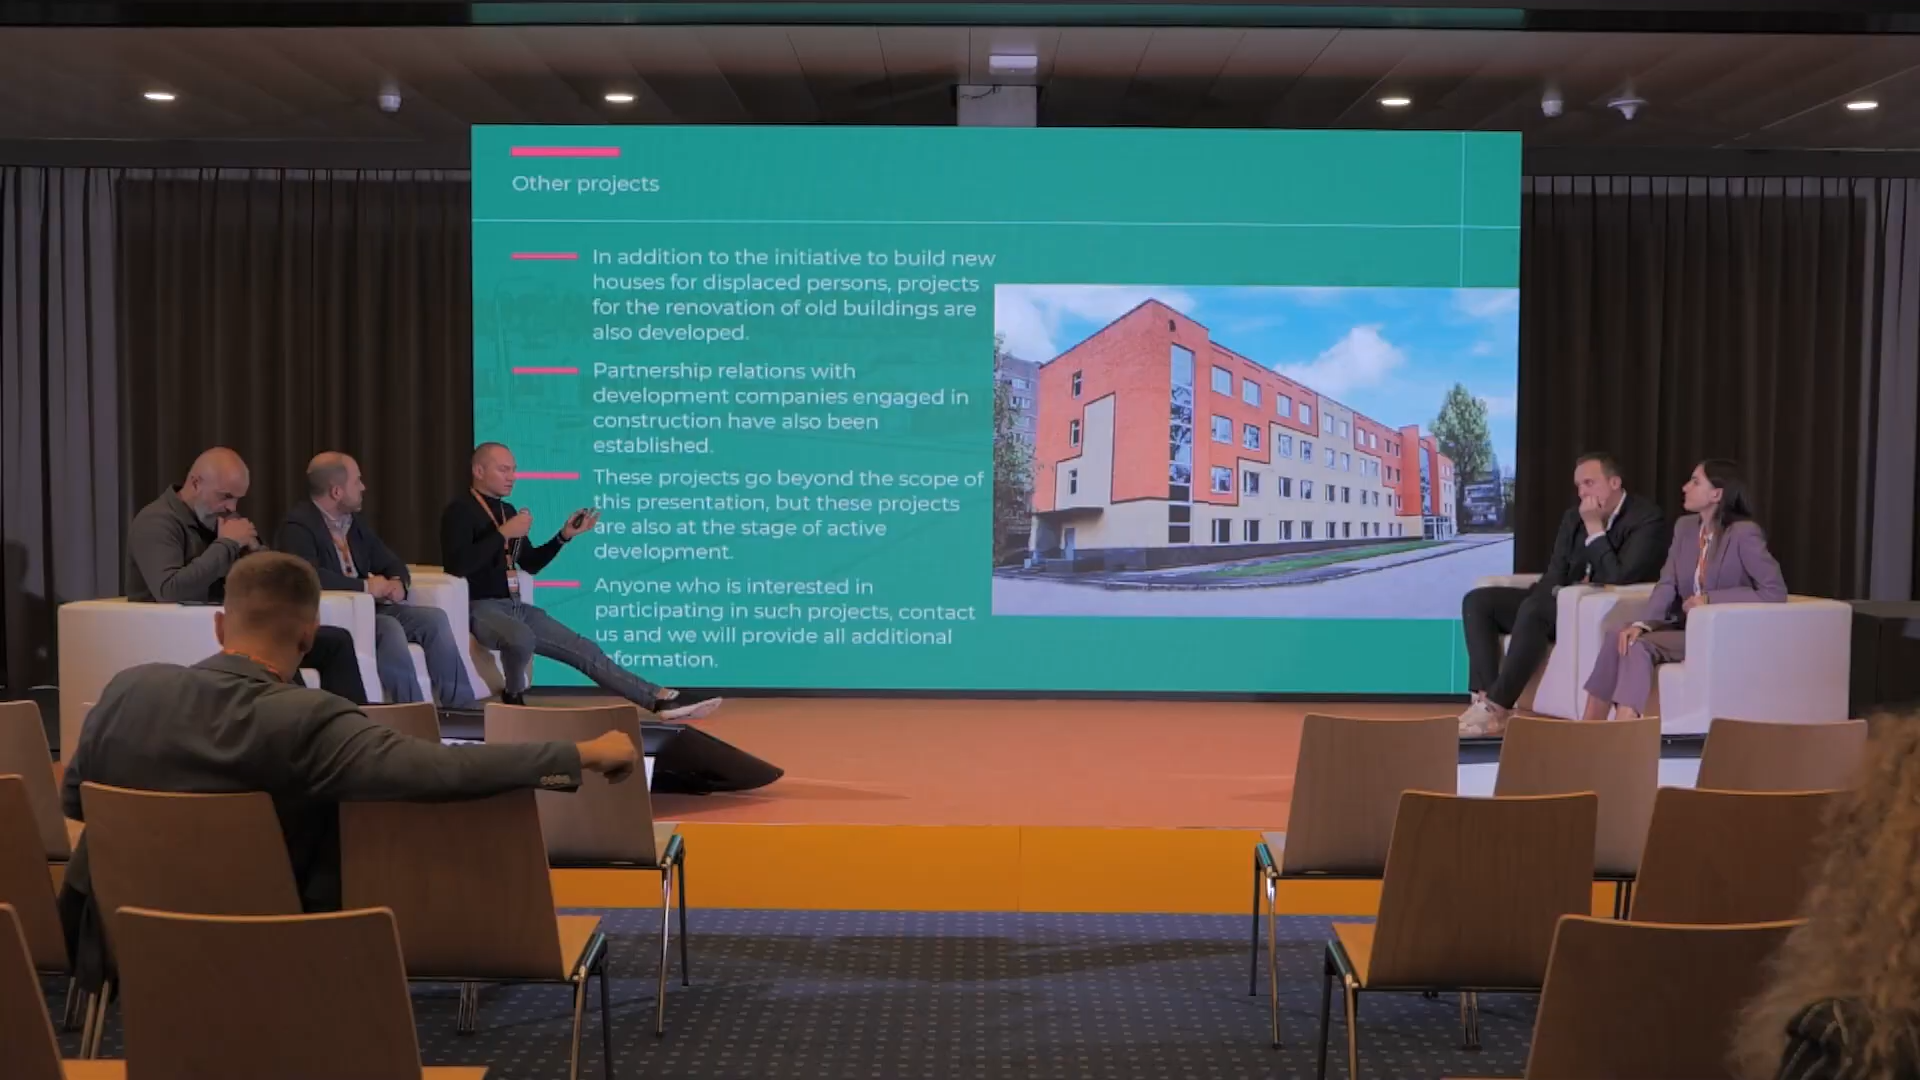 Other projects
In addition to the initiative to build new
houses for displaced persons, projects
for the renovation of old buildings are
also developed.
Partnership relations with
development companies engaged in
construction have also been
established.
These projects go beyond the scope of
this presentation, but these projects
are also at the stage of active
development.
Anyone who is interested in
participating in such projects, contact
us and we will provide all additional
nformation.